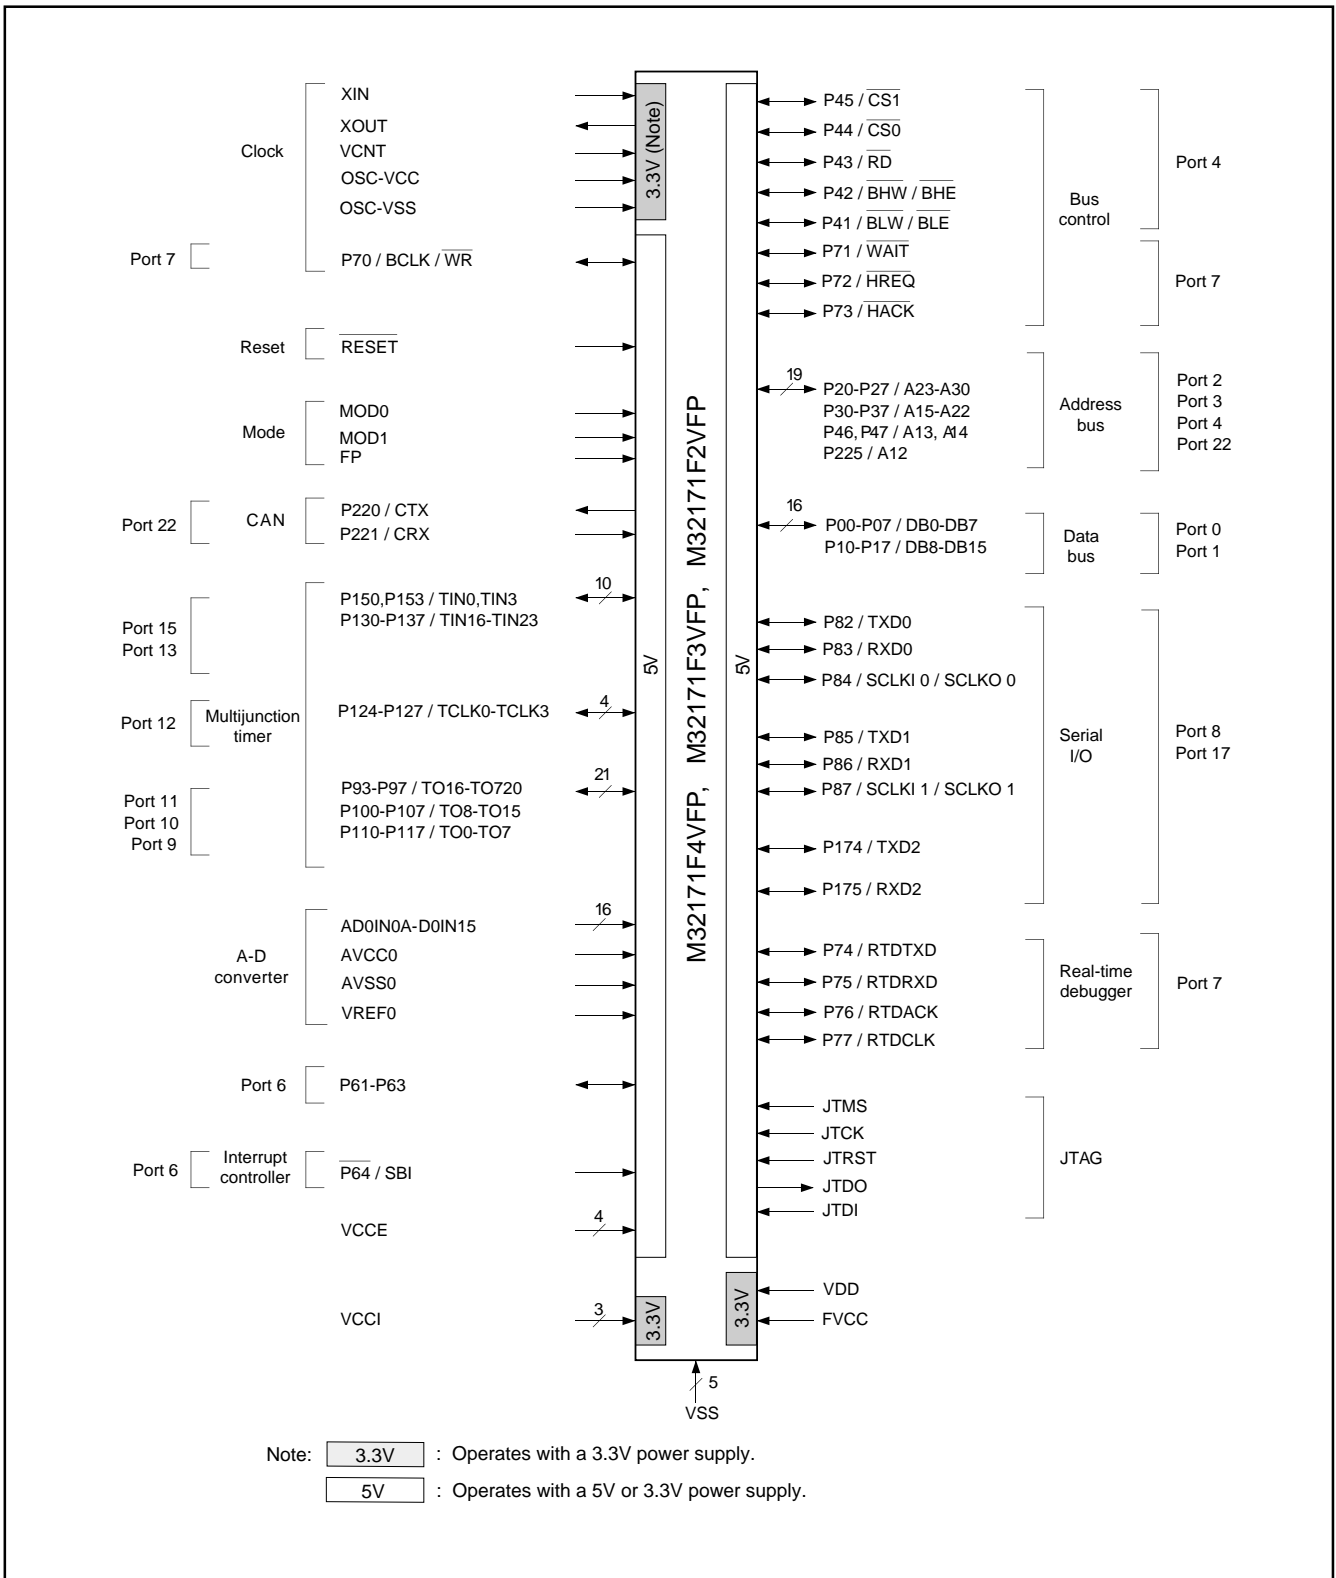 Clock
XIN
XOUT
VCNT
OSC-VCC
OSC-VSS
Port 7
P70 / BCLK / WR
Reset
RESET
Mode
MOD0
MOD1
FP
Port 22
CAN
P220 / CTX
P221 / CRX
Port 15
Port 13
P150,P153 / TIN0,TIN3
P130-P137 / TIN16-TIN23
10
Port 12
Multijunction
timer
P124-P127 / TCLK0-TCLK3
4
Port 11
Port 10
Port 9
P93-P97 / TO16-TO720
P100-P107 / TO8-TO15
P110-P117 / TO0-TO7
21
A-D
converter
AD0IN0A-D0IN15
16
AVCC0
AVSS0
VREF0
Port 6
P61-P63
Port 6
Interrupt
controller
P64 / SBI
VCCE
4
VCCI
3
3.3V (Note)
5V
3.3V
M32171F4VFP, M32171F3VFP, M32171F2VFP
5V
3.3V
5
VSS
P45 / CS1
P44 / CS0
P43 / RD
P42 / BHW / BHE
P41 / BLW / BLE
P71 / WAIT
P72 / HREQ
P73 / HACK
Bus
control
Port 4
Port 7
19
P20-P27 / A23-A30
P30-P37 / A15-A22
P46, P47 / A13, A14
P225 / A12
Address
bus
Port 2
Port 3
Port 4
Port 22
16
P00-P07 / DB0-DB7
P10-P17 / DB8-DB15
Data
bus
Port 0
Port 1
P82 / TXD0
P83 / RXD0
P84 / SCLKI 0 / SCLKO 0
P85 / TXD1
P86 / RXD1
P87 / SCLKI 1 / SCLKO 1
P174 / TXD2
P175 / RXD2
Serial
I/O
Port 8
Port 17
P74 / RTDTXD
P75 / RTDRXD
P76 / RTDACK
P77 / RTDCLK
Real-time
debugger
Port 7
JTMS
JTCK
JTRST
JTDO
JTDI
JTAG
VDD
FVCC
Note: 3.3V : Operates with a 3.3V power supply.
5V : Operates with a 5V or 3.3V power supply.